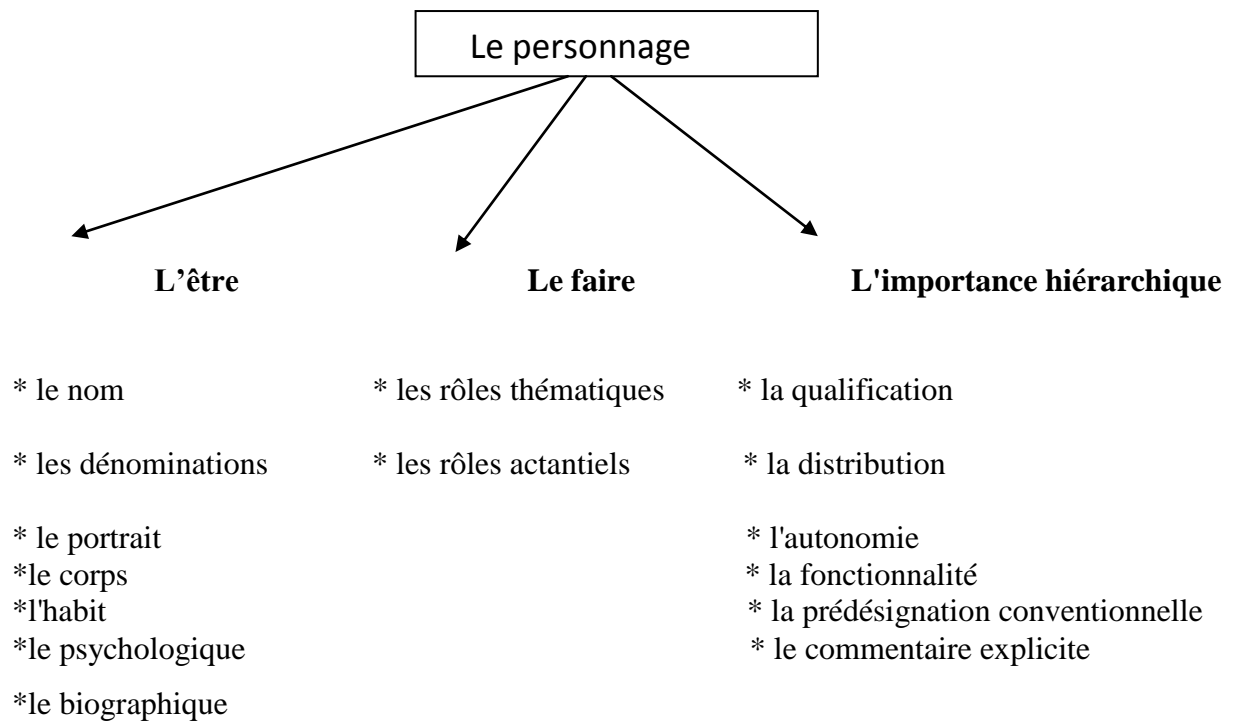 Le personnage
L’être Le faire L'importance hiérarchique
* le nom * les rôles thématiques * la qualification
* les dénominations * les rôles actantiels * la distribution
* le portrait * l'autonomie
*le corps * la fonctionnalité
*l'habit * la prédésignation conventionnelle
*le psychologique * le commentaire explicite
*le biographique